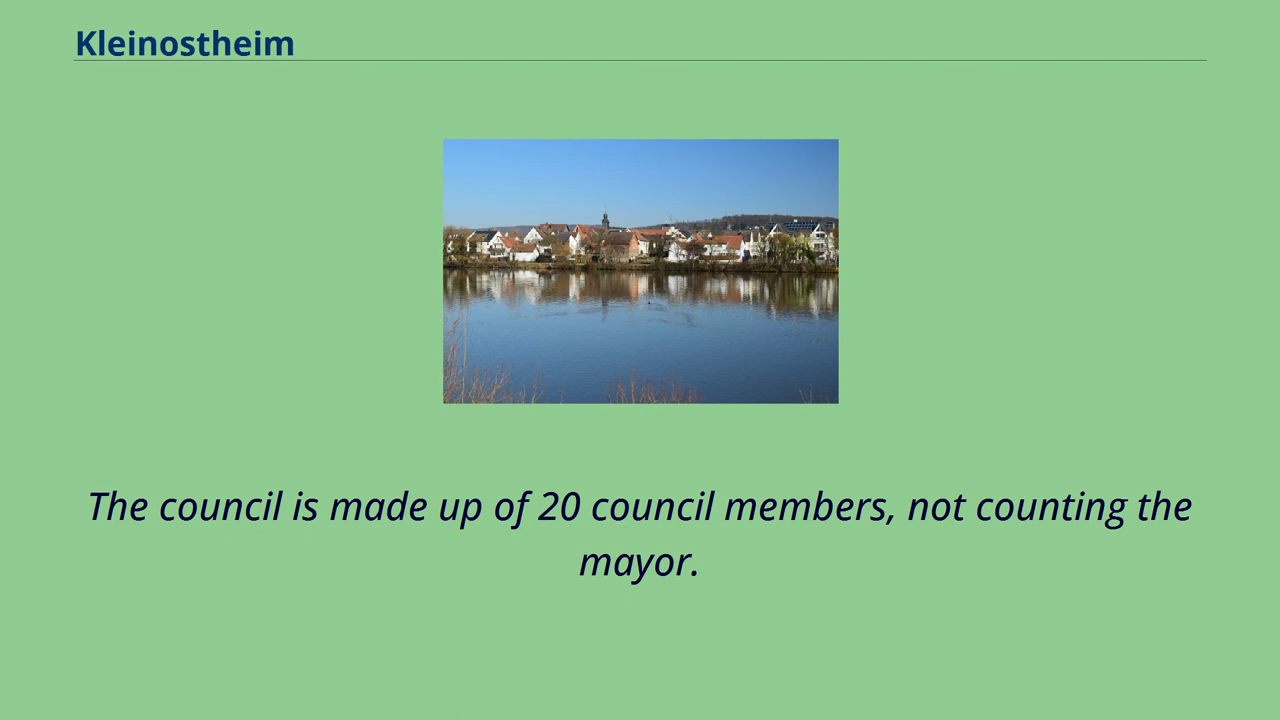 Kleinostheim
The council is made up of 20 council members, not counting the
mayor.